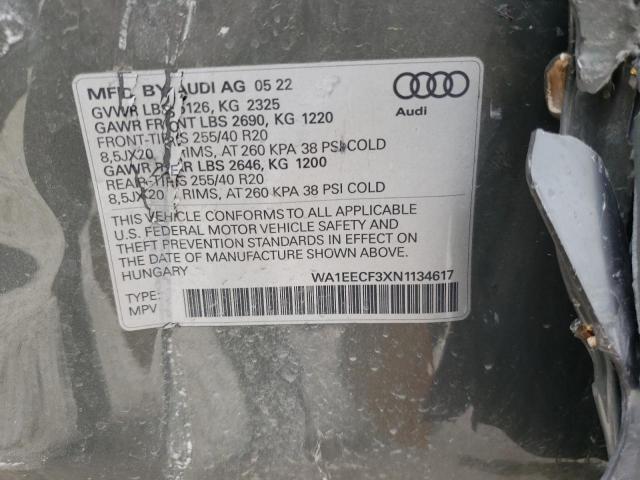 MFD BY AUDI AG 05 22
GVWR LBS 5126, KG 2325
GAWR FRONT LBS 2690, KG 1220
FRONT-TIRES 255/40 R20
8,5JX20 RIMS, AT 260 KPA 38 PSI COLD
GAWR REAR LBS 2646, KG 1200
REAR-TIRES 255/40 R20
8,5JX20 RIMS, AT 260 KPA 38 PSI COLD
Audi
THIS VEHICLE CONFORMS TO ALL APPLICABLE
U.S. FEDERAL MOTOR VEHICLE SAFETY AND
THEFT PREVENTION STANDARDS IN EFFECT ON
THE DATE OF MANUFACTURE SHOWN ABOVE.
HUNGARY
WA1EECF3XN1134617
TYPE:
MPV